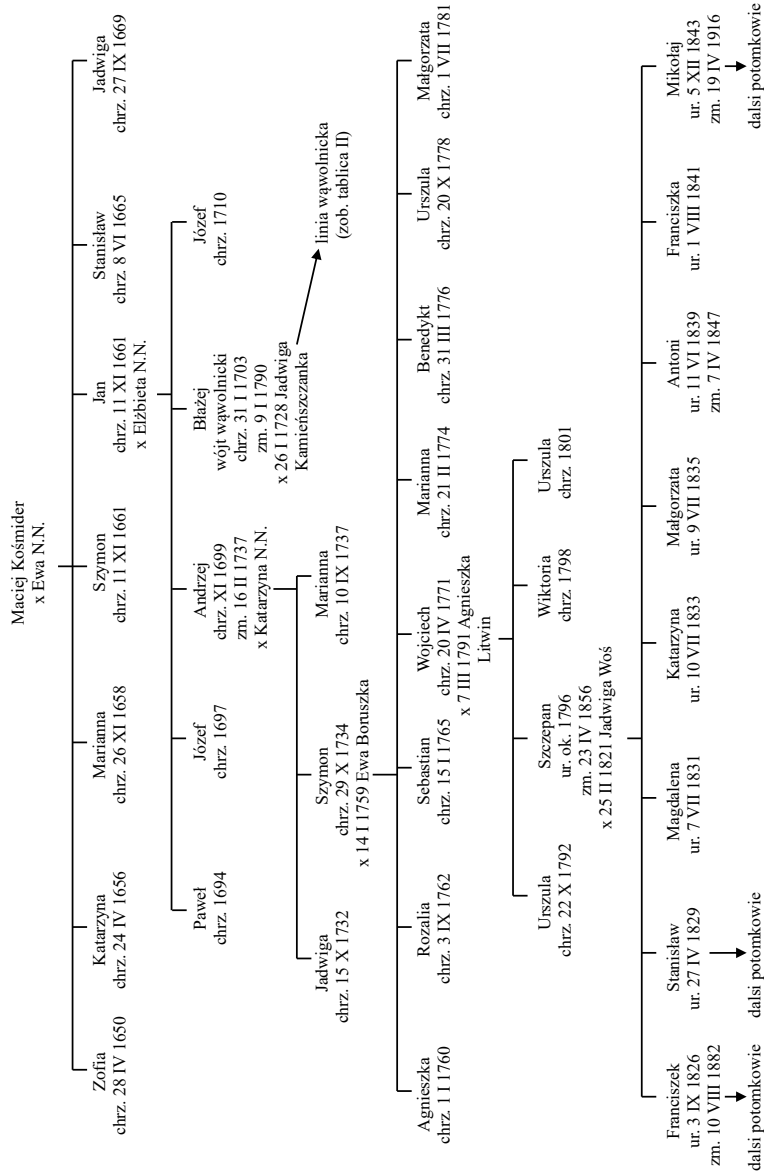 Maciej Kośmider
x Ewa N.N.
Zofia
chrz. 28 IV 1650
Katarzyna
chrz. 24 IV 1656
Marianna
chrz. 26 XI 1658
Szymon
chrz. 11 XI 1661
Jan
chrz. 11 XI 1661
x Elżbieta N.N.
Stanisław
chrz. 8 VI 1665
Jadwiga
chrz. 27 IX 1669
Paweł
chrz. 1694
Józef
chrz. 1697
Andrzej
chrz. XI 1699
zm. 16 II 1737
x Katarzyna N.N.
Błażej
wójt wąwolnicki
chrz. 31 I 1703
zm. 9 I 1790
x 26 I 1728 Jadwiga
Kamieńszczanka
Józef
chrz. 1710
linia wąwolnicka
(zob. tablica II)
Jadwiga
chrz. 15 X 1732
Szymon
chrz. 29 X 1734
x 14 I 1759 Ewa Boruszka
Marianna
chrz. 10 IX 1737
Agnieszka
chrz. 1 I 1760
Rozalia
chrz. 3 IX 1762
Sebastian
chrz. 15 I 1765
Wojciech
chrz. 20 IV 1771
x 7 III 1791 Agnieszka
Litwin
Marianna
chrz. 21 II 1774
Benedykt
chrz. 31 III 1776
Urszula
chrz. 20 X 1778
Małgorzata
chrz. 1 VII 1781
Urszula
chrz. 22 X 1792
Szczepan
ur. ok. 1796
zm. 23 IV 1856
x 25 II 1821 Jadwiga Woś
Wiktoria
chrz. 1798
Urszula
chrz. 1801
Franciszek
ur. 3 IX 1826
zm. 10 VIII 1882
dalsi potomkowie
Stanisław
ur. 27 IV 1829
dalsi potomkowie
Magdalena
ur. 7 VII 1831
Katarzyna
ur. 10 VII 1833
Małgorzata
ur. 9 VII 1835
Antoni
ur. 11 VI 1839
zm. 7 IV 1847
Franciszka
ur. 1 VIII 1841
Mikołaj
ur. 5 XII 1843
zm. 19 IV 1916
dalsi potomkowie